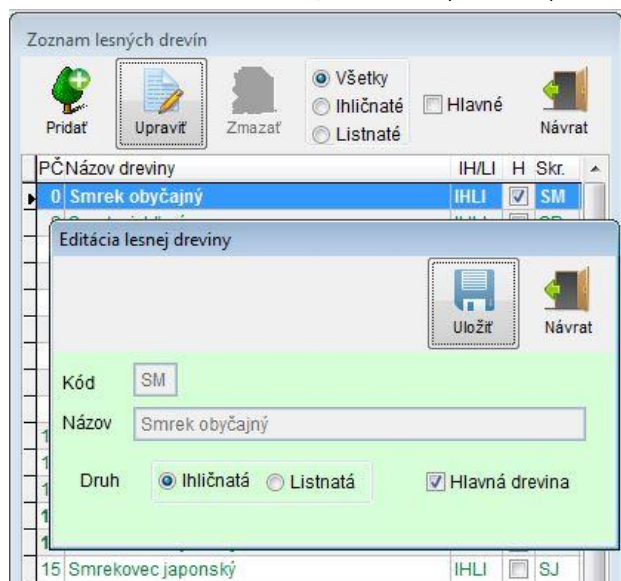 Zoznam lesných drevín
Pridať Upraviť Zmazať Všetky Ihličnaté Listnaté Hlavné Návrat
PČ Názov dreviny IH/LI H Skr.
0 Smrek obyčajný IHLI SM
Editácia lesnej dreviny
Uložiť Návrat
Kód SM
Názov Smrek obyčajný
Druh Ihličnatá Listnatá Hlavná drevina
15 Smrekovec japonský IHLI SJ